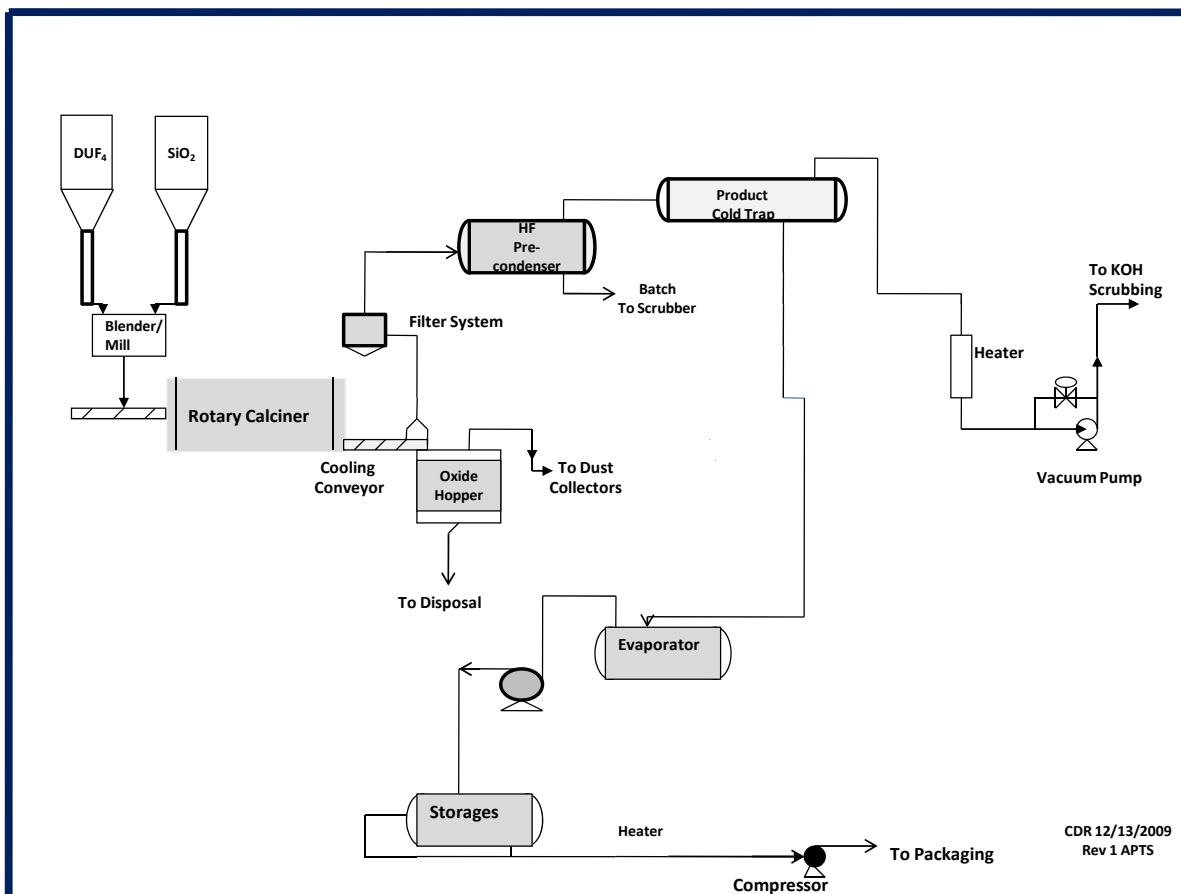 DUF₄
SiO₂
Product
Cold Trap
HF
Pre-
condenser
To KOH
Scrubbing
Batch
To Scrubber
Blender/
Mill
Filter System
Heater
Rotary Calciner
Cooling
Conveyor
Oxide
Hopper
To Dust
Collectors
Vacuum Pump
To Disposal
Evaporator
Storages
Heater
CDR 12/13/2009
Rev 1 APTS
To Packaging
Compressor